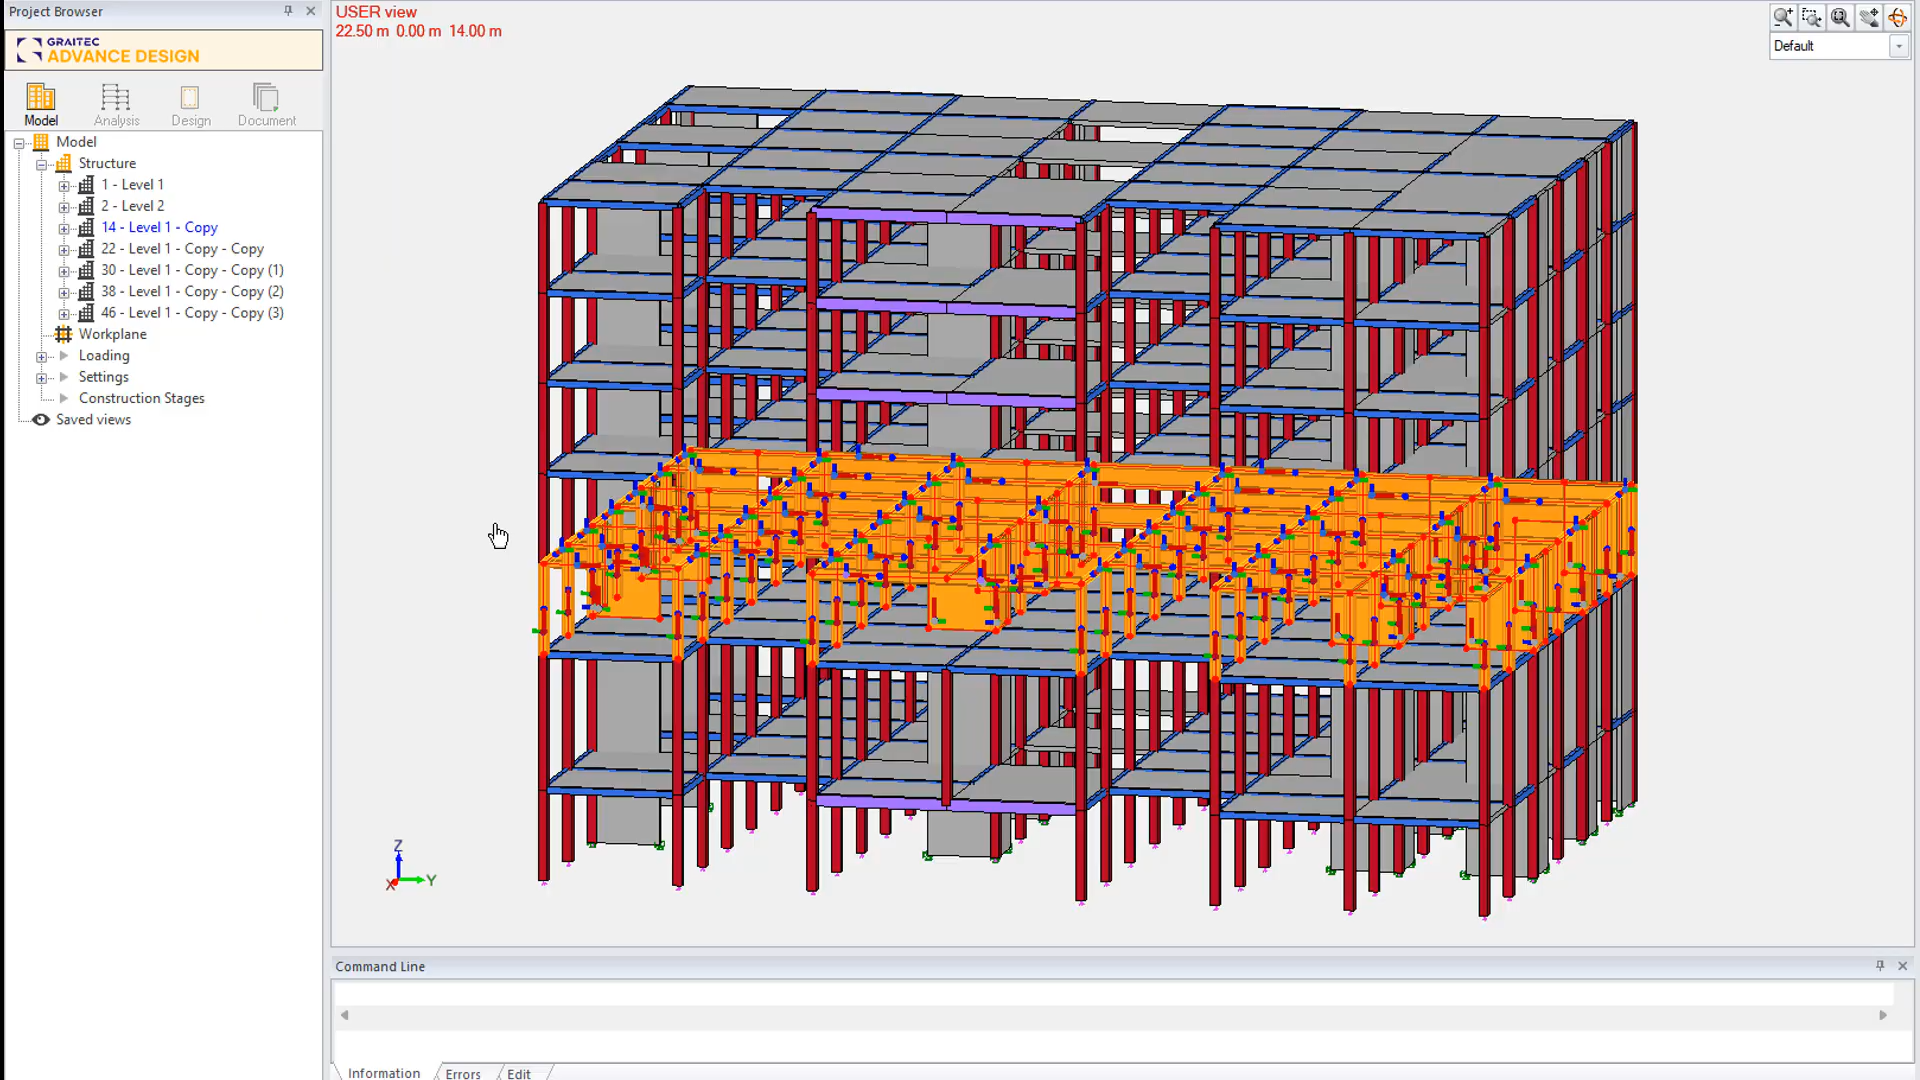 Project Browser
GRAITEC
ADVANCE DESIGN
Model
Analysis
Design
Document
Model
Structure
1 - Level 1
2 - Level 2
14 - Level 1 - Copy
22 - Level 1 - Copy - Copy
30 - Level 1 - Copy - Copy (1)
38 - Level 1 - Copy - Copy (2)
46 - Level 1 - Copy - Copy (3)
Workplane
Loading
Settings
Construction Stages
Saved views
USER view
22.50 m 0.00 m 14.00 m
Default
Z
X
Y
Command Line
Information
Errors
Edit